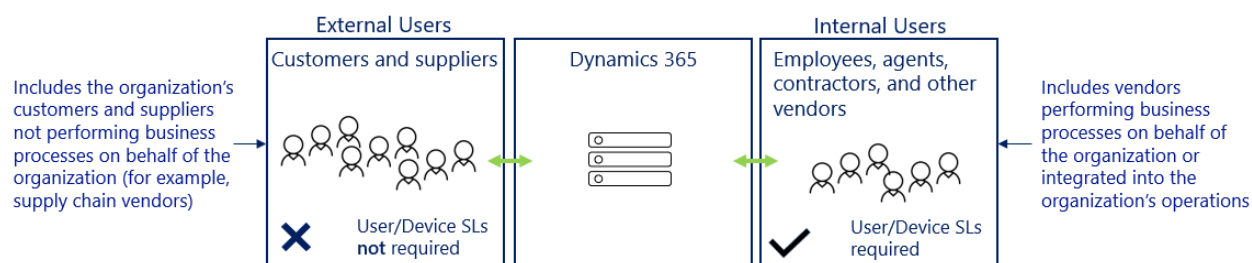 External Users
Internal Users
Includes the organization's
customers and suppliers
not performing business
processes on behalf of the
organization (for example,
supply chain vendors)
Customers and suppliers
User/Device SLs
not required
Dynamics 365
Employees, agents,
contractors, and other
vendors
User/Device SLs
required
Includes vendors
performing business
processes on behalf of
the organization or
integrated into the
organization's operations